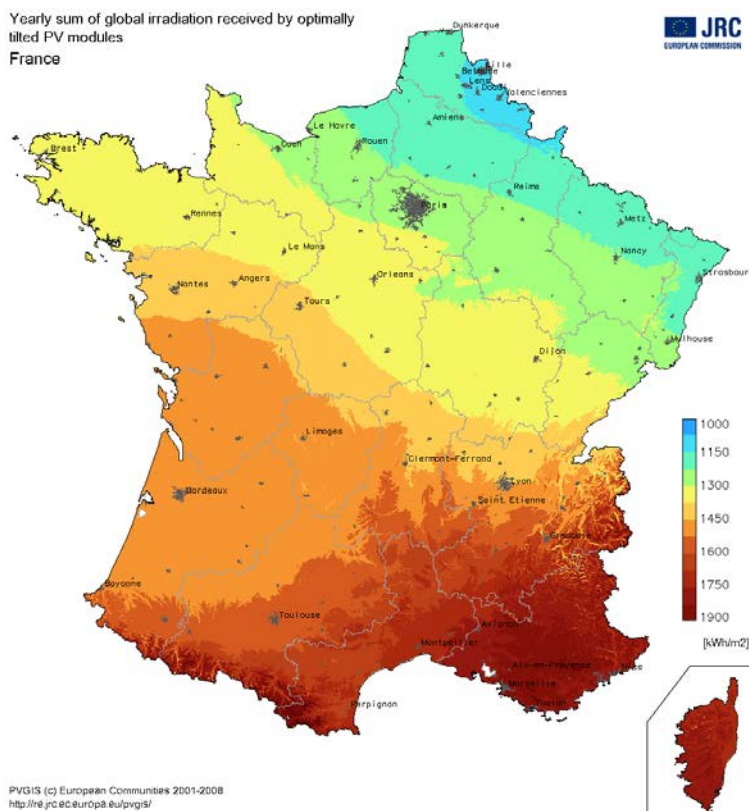 Yearly sum of global irradiation received by optimally
tilted PV modules
France
JRC
EUROPEAN COMMISSION
Dunkerque
Lille
Lens
Douai
Valenciennes
Amiens
Le Havre
Rouen
Caen
Reims
Paris
Metz
Brest
Nancy
Rennes
Le Mans
Strasbourg
Orleans
Nantes
Angers
Tours
Mulhouse
Dijon
Limoges
Clermont-Ferrand
Lyon
Bordeaux
Saint Etienne
Grenoble
Bayonne
Toulouse
Avignon
Montpellier
Aix-en-Provence
Nice
Marseille
Toulon
Perpignan
1000
1150
1300
1450
1600
1750
1900
[kWh/m2]
PVGIS (c) European Communities 2001-2008
http://re.jrc.ec.europa.eu/pvgis/